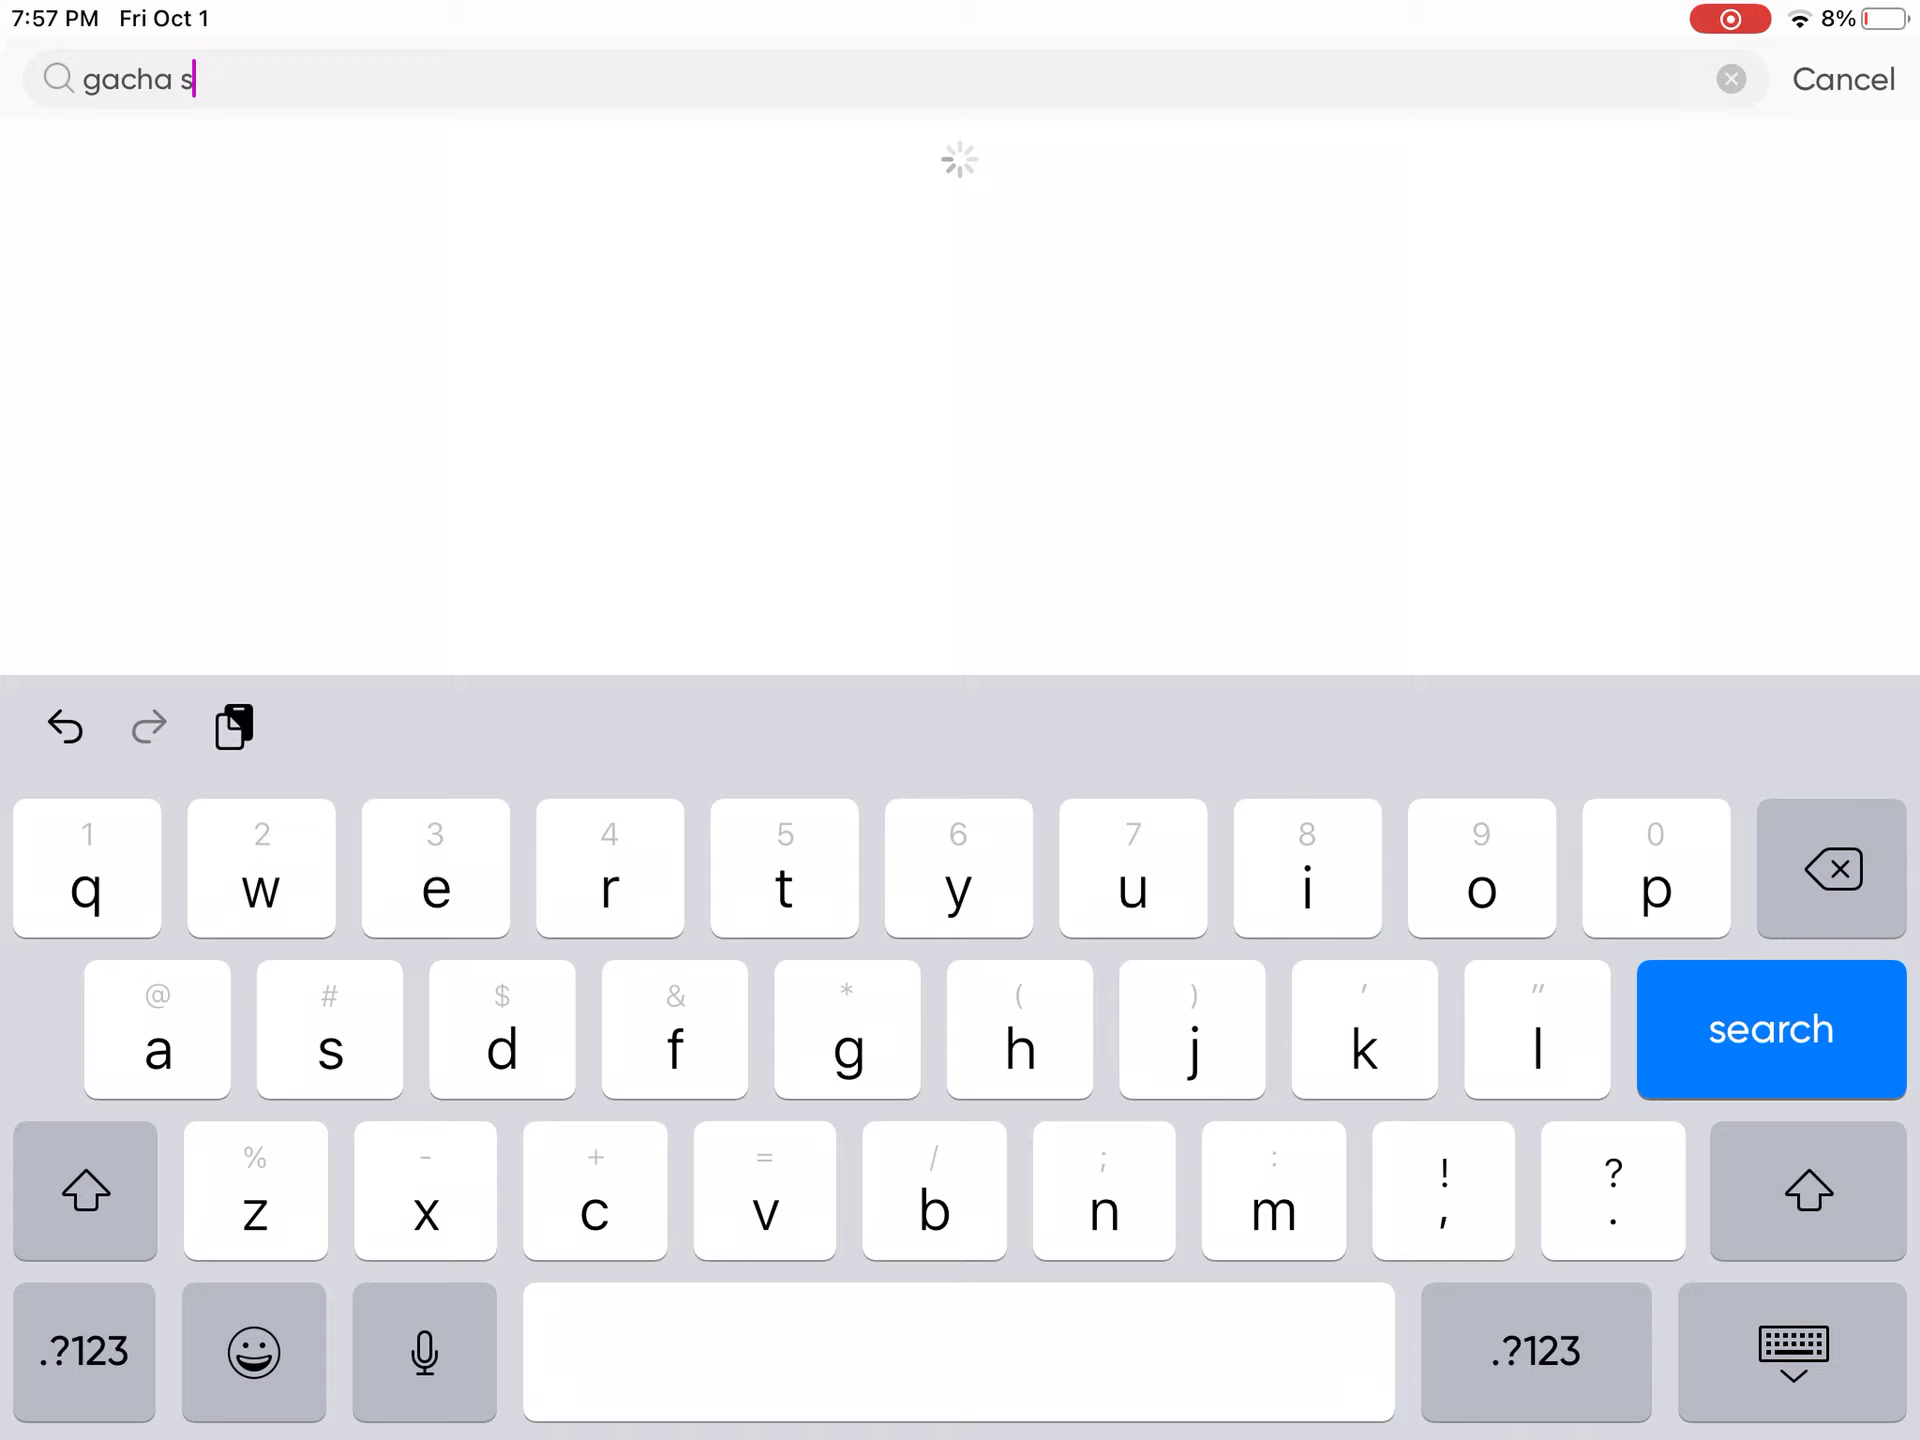 7:57 PM Fri Oct 1 8%
gacha s Cancel
1 2 3 4 5 6 7 8 9 0
q w e r t y u i o p
@ # $ & * ( ) ' "
a s d f g h j k l search
% - + = / ; : ! ?
z x c v b n m , .
.?123 .?123